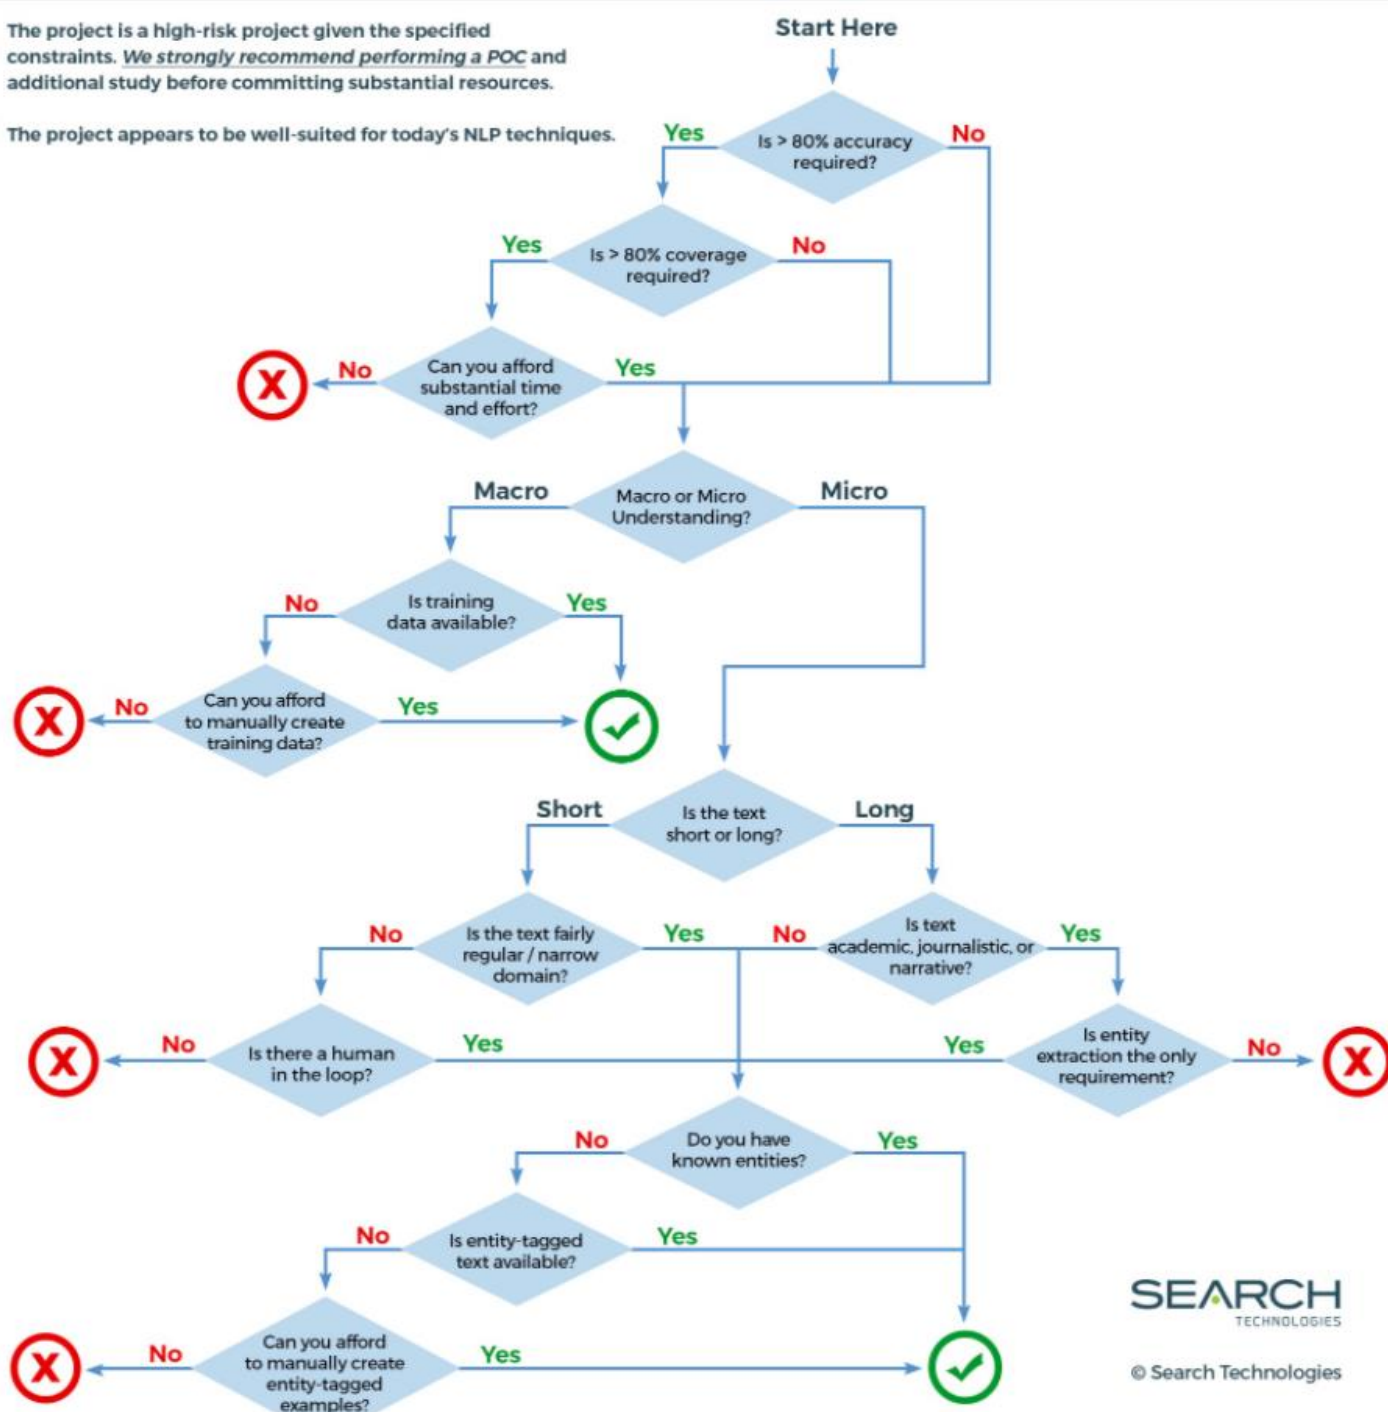 The project is a high-risk project given the specified
constraints. We strongly recommend performing a POC and
additional study before committing substantial resources.
The project appears to be well-suited for today's NLP techniques.
Start Here
Is > 80% accuracy
required?
Yes
No
Is > 80% coverage
required?
Yes
No
Can you afford
substantial time
and effort?
No
X
Yes
Macro or Micro
Understanding?
Macro
Micro
Is training
data available?
No
Yes
Can you afford
to manually create
training data?
No
X
Yes
Is the text
short or long?
Short
Long
Is the text fairly
regular / narrow
domain?
No
Yes
Is text
academic, journalistic, or
narrative?
No
Yes
Is there a human
in the loop?
No
X
Yes
Is entity
extraction the only
requirement?
Yes
No
X
Do you have
known entities?
No
Yes
Is entity-tagged
text available?
No
Yes
Can you afford
to manually create
entity-tagged
examples?
No
X
Yes
SEARCH
TECHNOLOGIES
© Search Technologies